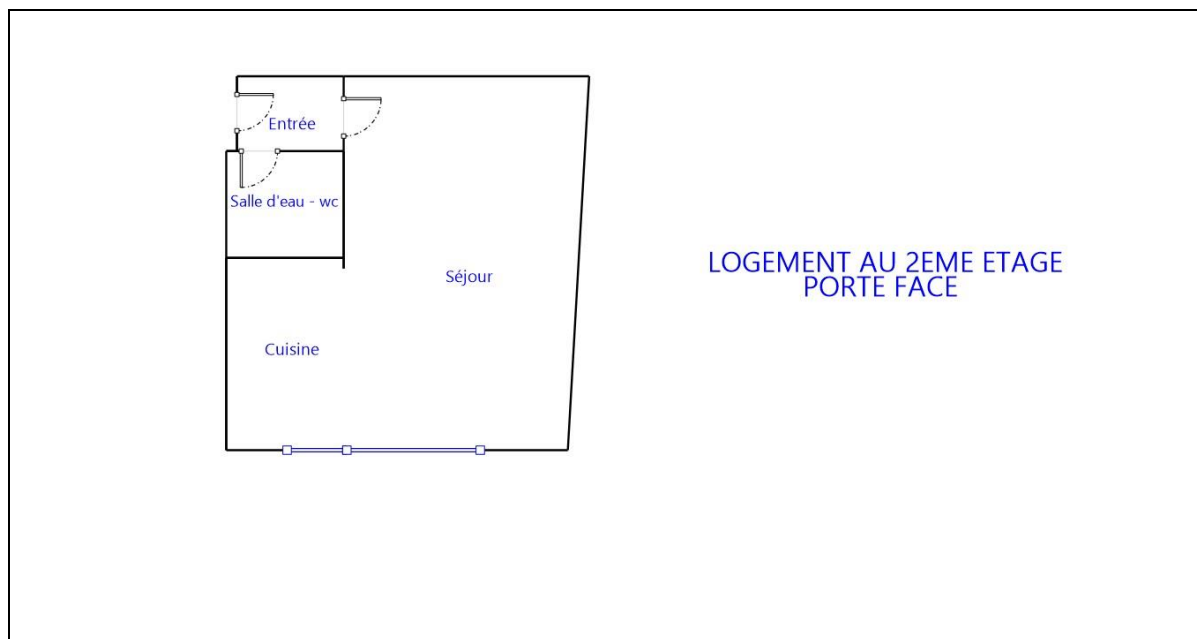 Entrée
Salle d'eau - wc
Séjour
Cuisine
LOGEMENT AU 2EME ETAGE
PORTE FACE